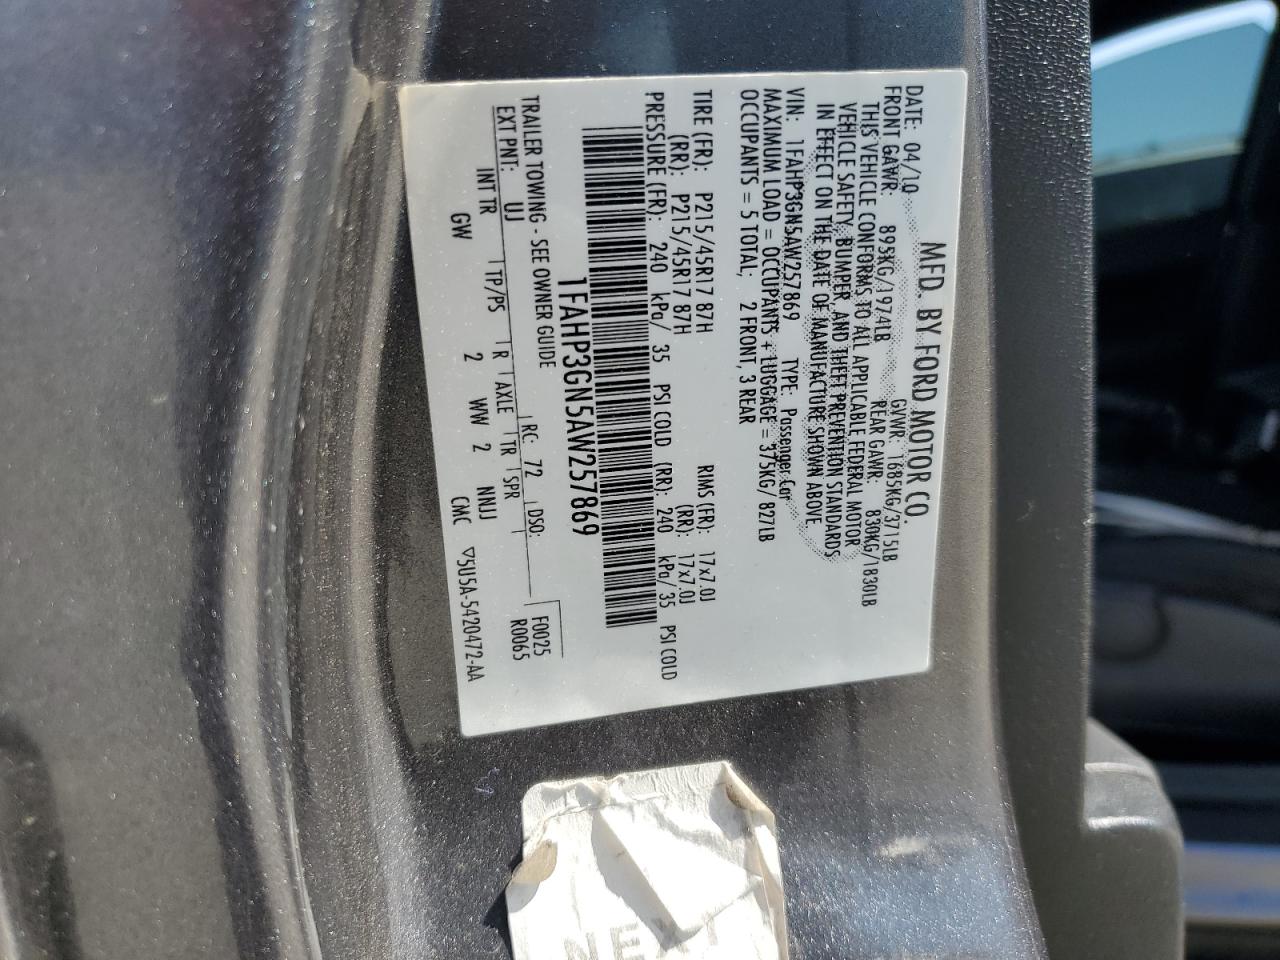 MFD. BY FORD MOTOR CO.
DATE: 04/10 GVWR: 1685KG/3715LB
FRONT GAWR: 895KG/1974LB REAR GAWR: 830KG/1830LB
THIS VEHICLE CONFORMS TO ALL APPLICABLE FEDERAL MOTOR
VEHICLE SAFETY, BUMPER, AND THEFT PREVENTION STANDARDS
IN EFFECT ON THE DATE OF MANUFACTURE SHOWN ABOVE.
VIN: 1FAHP3GN5AW257869 TYPE: Passenger Car
MAXIMUM LOAD = OCCUPANTS + LUGGAGE = 375KG/ 827LB
OCCUPANTS = 5 TOTAL; 2 FRONT, 3 REAR
TIRE (FR): P215/45R17 87H RIMS (FR): 17x7.0J
(RR): P215/45R17 87H (RR): 17x7.0J
PRESSURE (FR): 240 kPa/ 35 PSI COLD (RR): 240 kPa/ 35 PSI COLD
1FAHP3GN5AW257869
TRAILER TOWING - SEE OWNER GUIDE
F0025
EXT PNT: UJ RC: 72 DSO: R0065
INT TR TP/PS R AXLE TR SPR
GW 2 WW 2 NNJJ
CMC ▽5U5A-5420472-AA
NEXT